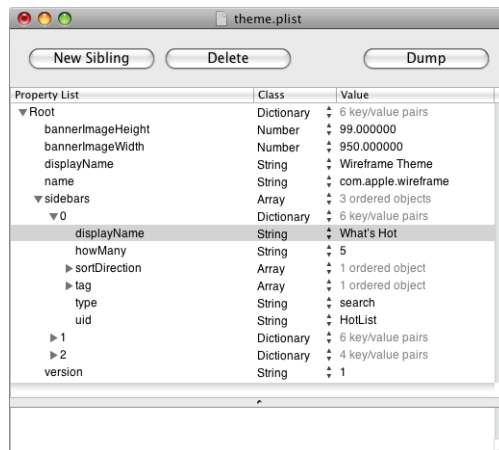 theme.plist
New Sibling Delete Dump
Property List Class Value
Root Dictionary 6 key/value pairs
bannerImageHeight Number 99.000000
bannerImageWidth Number 950.000000
displayName String Wireframe Theme
name String com.apple.wireframe
sidebars Array 3 ordered objects
0 Dictionary 6 key/value pairs
displayName String What's Hot
howMany String 5
sortDirection Array 1 ordered object
tag Array 1 ordered object
type String search
uid String HotList
1 Dictionary 6 key/value pairs
2 Dictionary 4 key/value pairs
version String 1